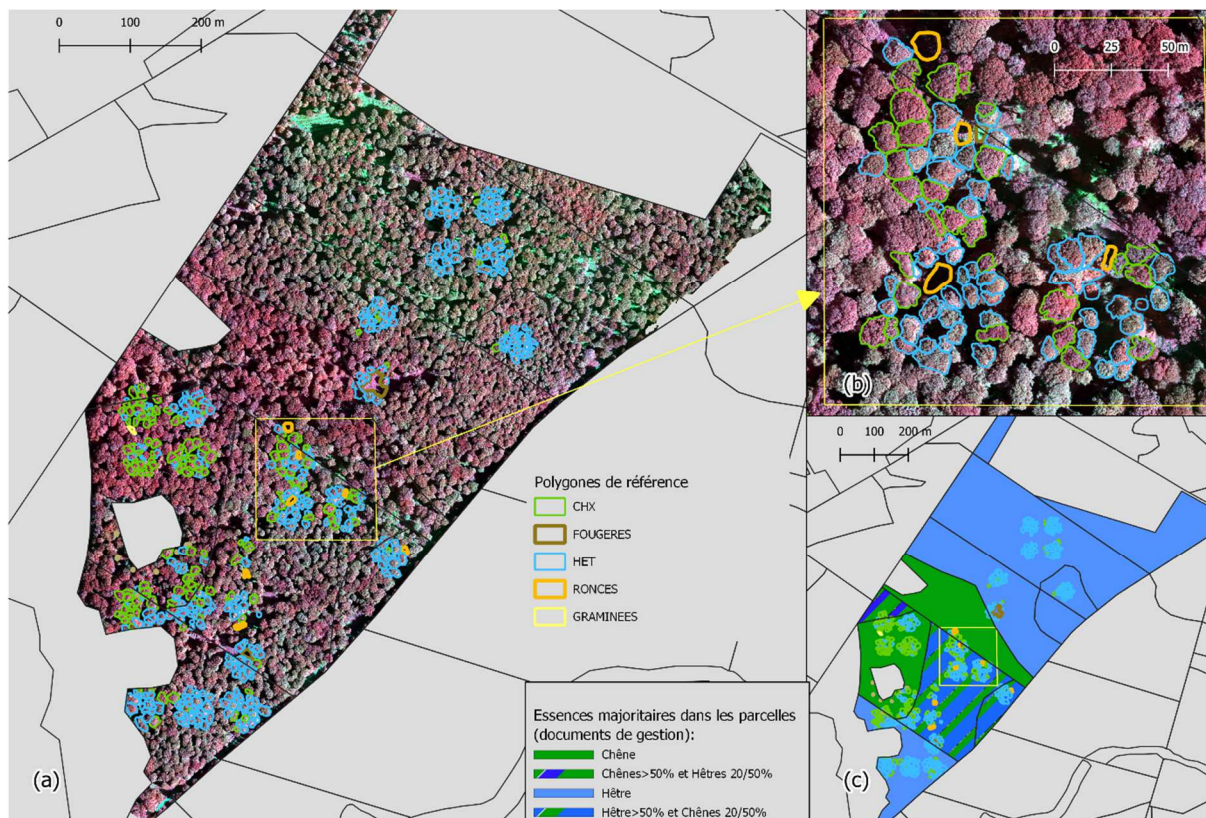 0 100 200 m
0 25 50 m
(b)
0 100 200 m
Polygones de référence
CHX
FOUGERES
HET
RONCES
GRAMINEES
Essences majoritaires dans les parcelles
(documents de gestion):
Chêne
Chênes>50% et Hêtres 20/50%
Hêtre
Hêtre>50% et Chênes 20/50%
(a)
(c)